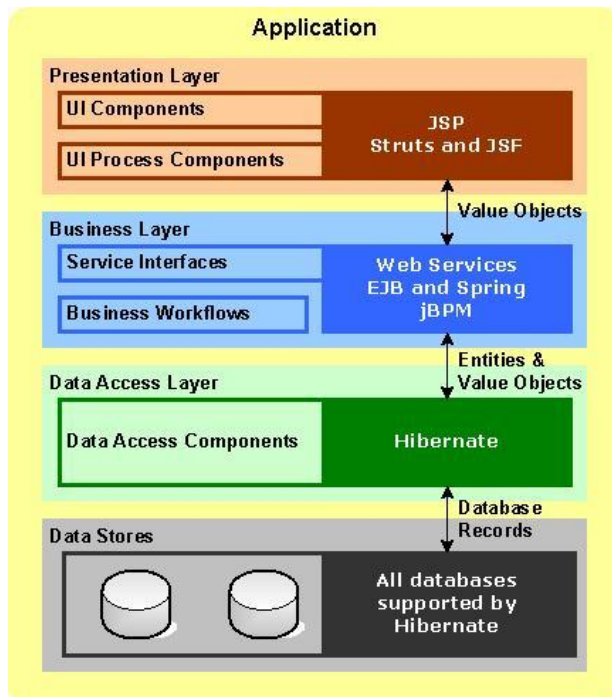 Application
Presentation Layer
UI Components
UI Process Components
JSP
Struts and JSF
Value Objects
Business Layer
Service Interfaces
Business Workflows
Web Services
EJB and Spring
jBPM
Entities &
Value Objects
Data Access Layer
Data Access Components
Hibernate
Database
Records
Data Stores
All databases
supported by
Hibernate